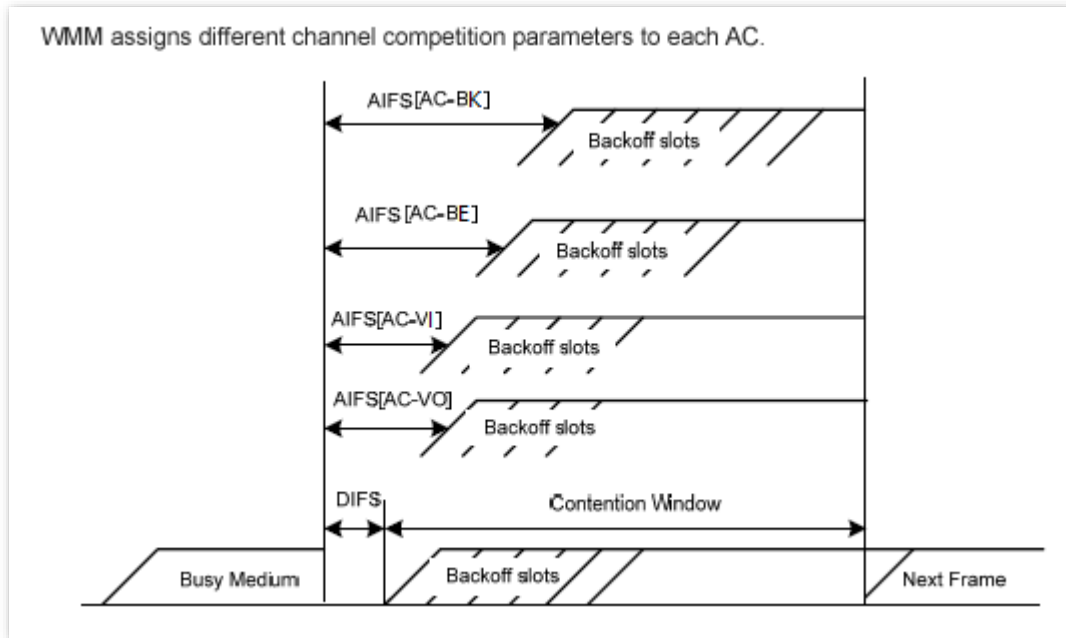 WMM assigns different channel competition parameters to each AC.
AIFS[AC-BK]
Backoff slots
AIFS[AC-BE]
Backoff slots
AIFS[AC-VI]
Backoff slots
AIFS[AC-VO]
Backoff slots
DIFS
Contention Window
Busy Medium
Backoff slots
Next Frame